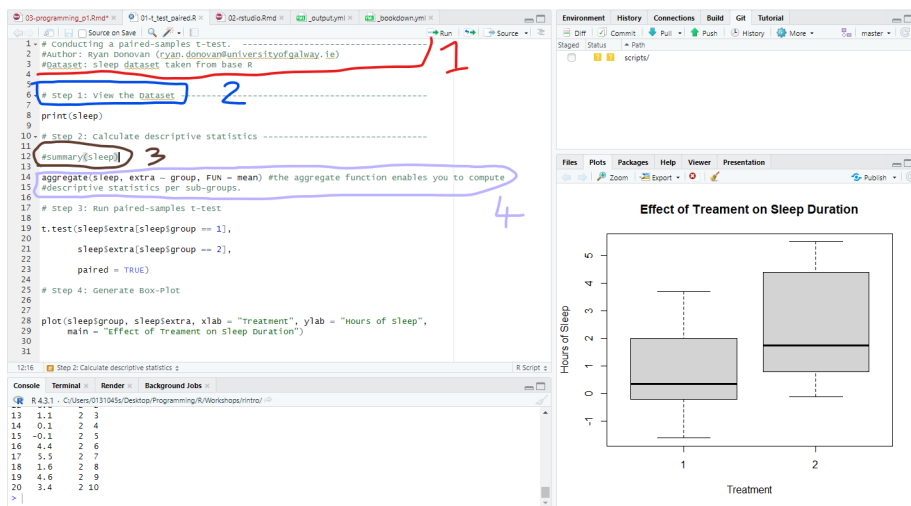 03-programming_p1.Rmd* × 01-t_test_paired.R × 02-rstudio.Rmd × _output.yml × _bookdown.yml ×
Source on Save Run Source
1 # Conducting a paired-samples t-test.
2 #Author: Ryan Donovan (ryan.donovan@universityofgalway.ie)
3 #Dataset: sleep dataset taken from base R
4
1
5
6 # Step 1: View the Dataset
2
7
8 print(sleep)
9
10 # Step 2: Calculate descriptive statistics
11
12 #summary(sleep)
3
13
14 aggregate(sleep, extra ~ group, FUN = mean) #the aggregate function enables you to compute
15 #descriptive statistics per sub-groups.
4
16
17 # Step 3: Run paired-samples t-test
18
19 t.test(sleep$extra[sleep$group == 1],
20
21 sleep$extra[sleep$group == 2],
22
23 paired = TRUE)
24
25 # Step 4: Generate Box-Plot
26
27
28 plot(sleep$group, sleep$extra, xlab = "Treatment", ylab = "Hours of Sleep",
29 main = "Effect of Treament on Sleep Duration")
30
31
12:16 Step 2: Calculate descriptive statistics R Script
Console Terminal × Render × Background Jobs ×
R 4.3.1 · C:/Users/0131045s/Desktop/Programming/R/Workshops/rintro/
13 1.1 2 3
14 0.1 2 4
15 -0.1 2 5
16 4.4 2 6
17 5.5 2 7
18 1.6 2 8
19 4.6 2 9
20 3.4 2 10
>
Environment History Connections Build Git Tutorial
Diff Commit Pull Push History More master
Staged Status Path
? ? scripts/
Files Plots Packages Help Viewer Presentation
Zoom Export Publish
Effect of Treament on Sleep Duration
Hours of Sleep
5
4
3
2
1
0
-1
1 2
Treatment